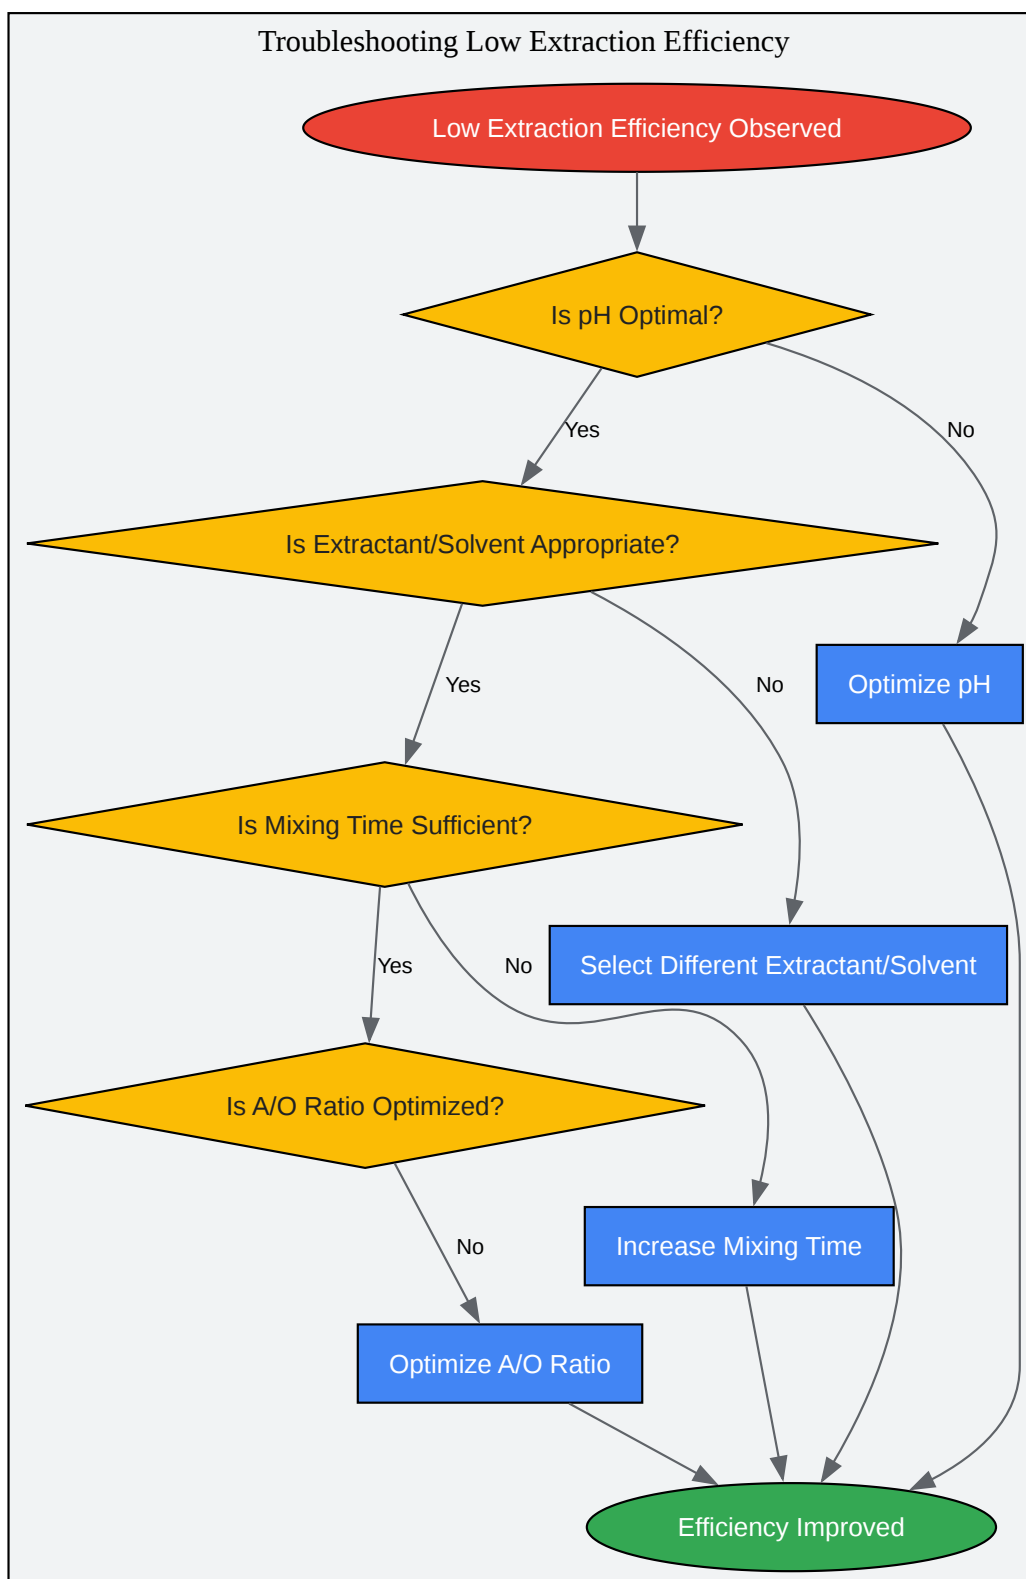 Troubleshooting Low Extraction Efficiency
Low Extraction Efficiency Observed
Is pH Optimal?
Yes
No
Is Extractant/Solvent Appropriate?
Yes
No
Optimize pH
Is Mixing Time Sufficient?
Yes
No
Select Different Extractant/Solvent
Is A/O Ratio Optimized?
No
Increase Mixing Time
Optimize A/O Ratio
Efficiency Improved